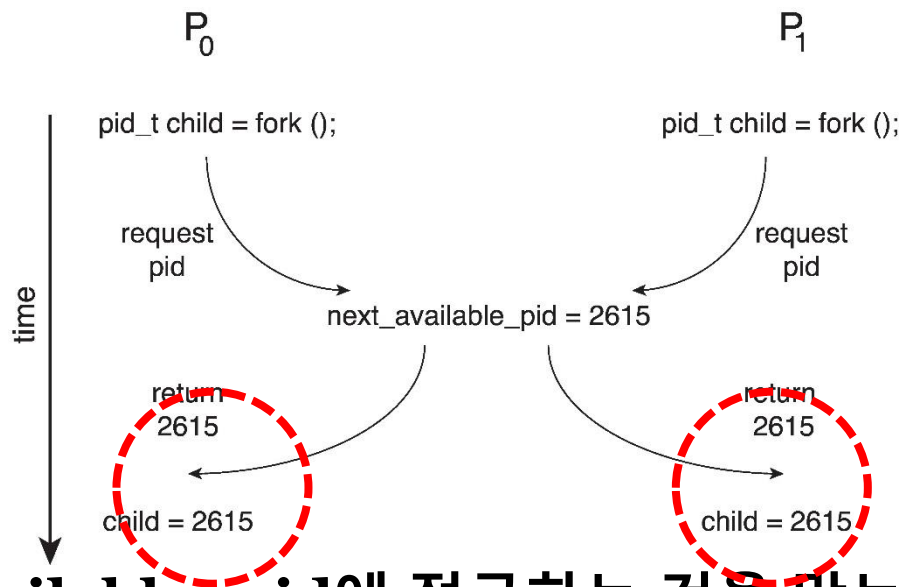 P0 P1
pid_t child = fork (); pid_t child = fork ();
request request
pid pid
time
next_available_pid = 2615
return return
2615 2615
child = 2615 child = 2615